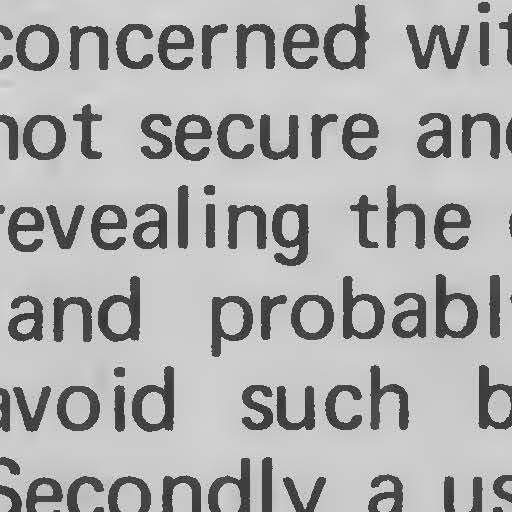 concerned wit
not secure and
revealing the
and probabl
avoid such b
Secondly a us